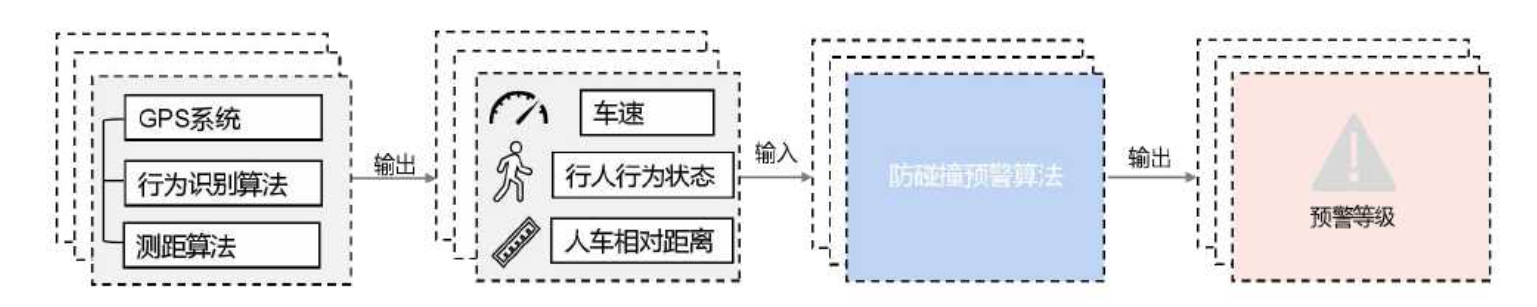 GPS系统
行为识别算法
测距算法
输出
车速
行人行为状态
人车相对距离
输入
防碰撞预警算法
输出
预警等级